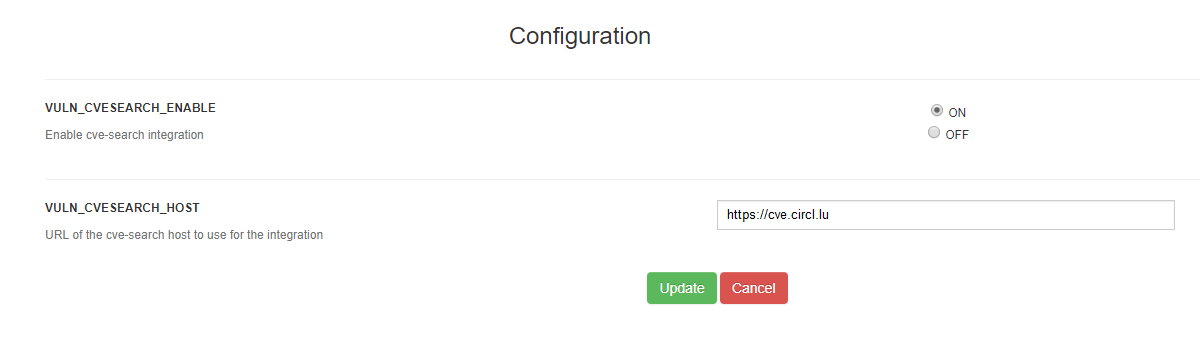 Configuration
VULN_CVESEARCH_ENABLE
ON
Enable cve-search integration
OFF
VULN_CVESEARCH_HOST
https://cve.circl.lu
URL of the cve-search host to use for the integration
Update Cancel